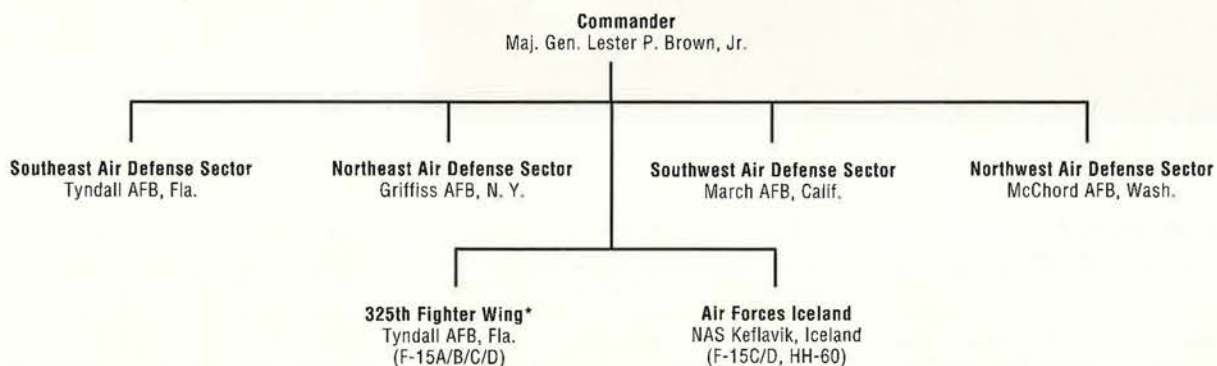 Commander
Maj. Gen. Lester P. Brown, Jr.
Southeast Air Defense Sector
Tyndall AFB, Fla.
Northeast Air Defense Sector
Griffiss AFB, N. Y.
Southwest Air Defense Sector
March AFB, Calif.
Northwest Air Defense Sector
McChord AFB, Wash.
325th Fighter Wing*
Tyndall AFB, Fla.
(F-15A/B/C/D)
Air Forces Iceland
NAS Keflavik, Iceland
(F-15C/D, HH-60)